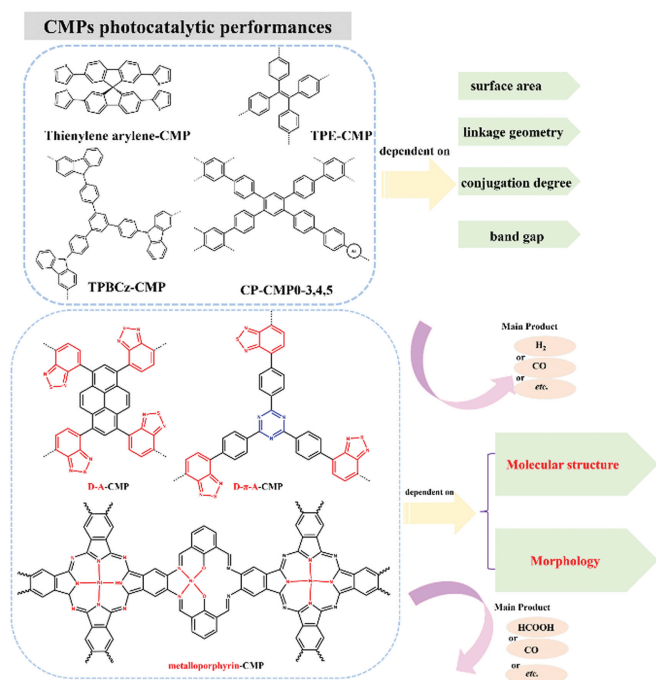 CMPs photocatalytic performances
Thienylene arylene-CMP
TPE-CMP
TPBCz-CMP
CP-CMP0-3,4,5
dependent on
surface area
linkage geometry
conjugation degree
band gap
Main Product
H2
or
CO
or
etc.
D-A-CMP
D-π-A-CMP
metalloporphyrin-CMP
dependent on
Molecular structure
Morphology
Main Product
HCOOH
or
CO
or
etc.